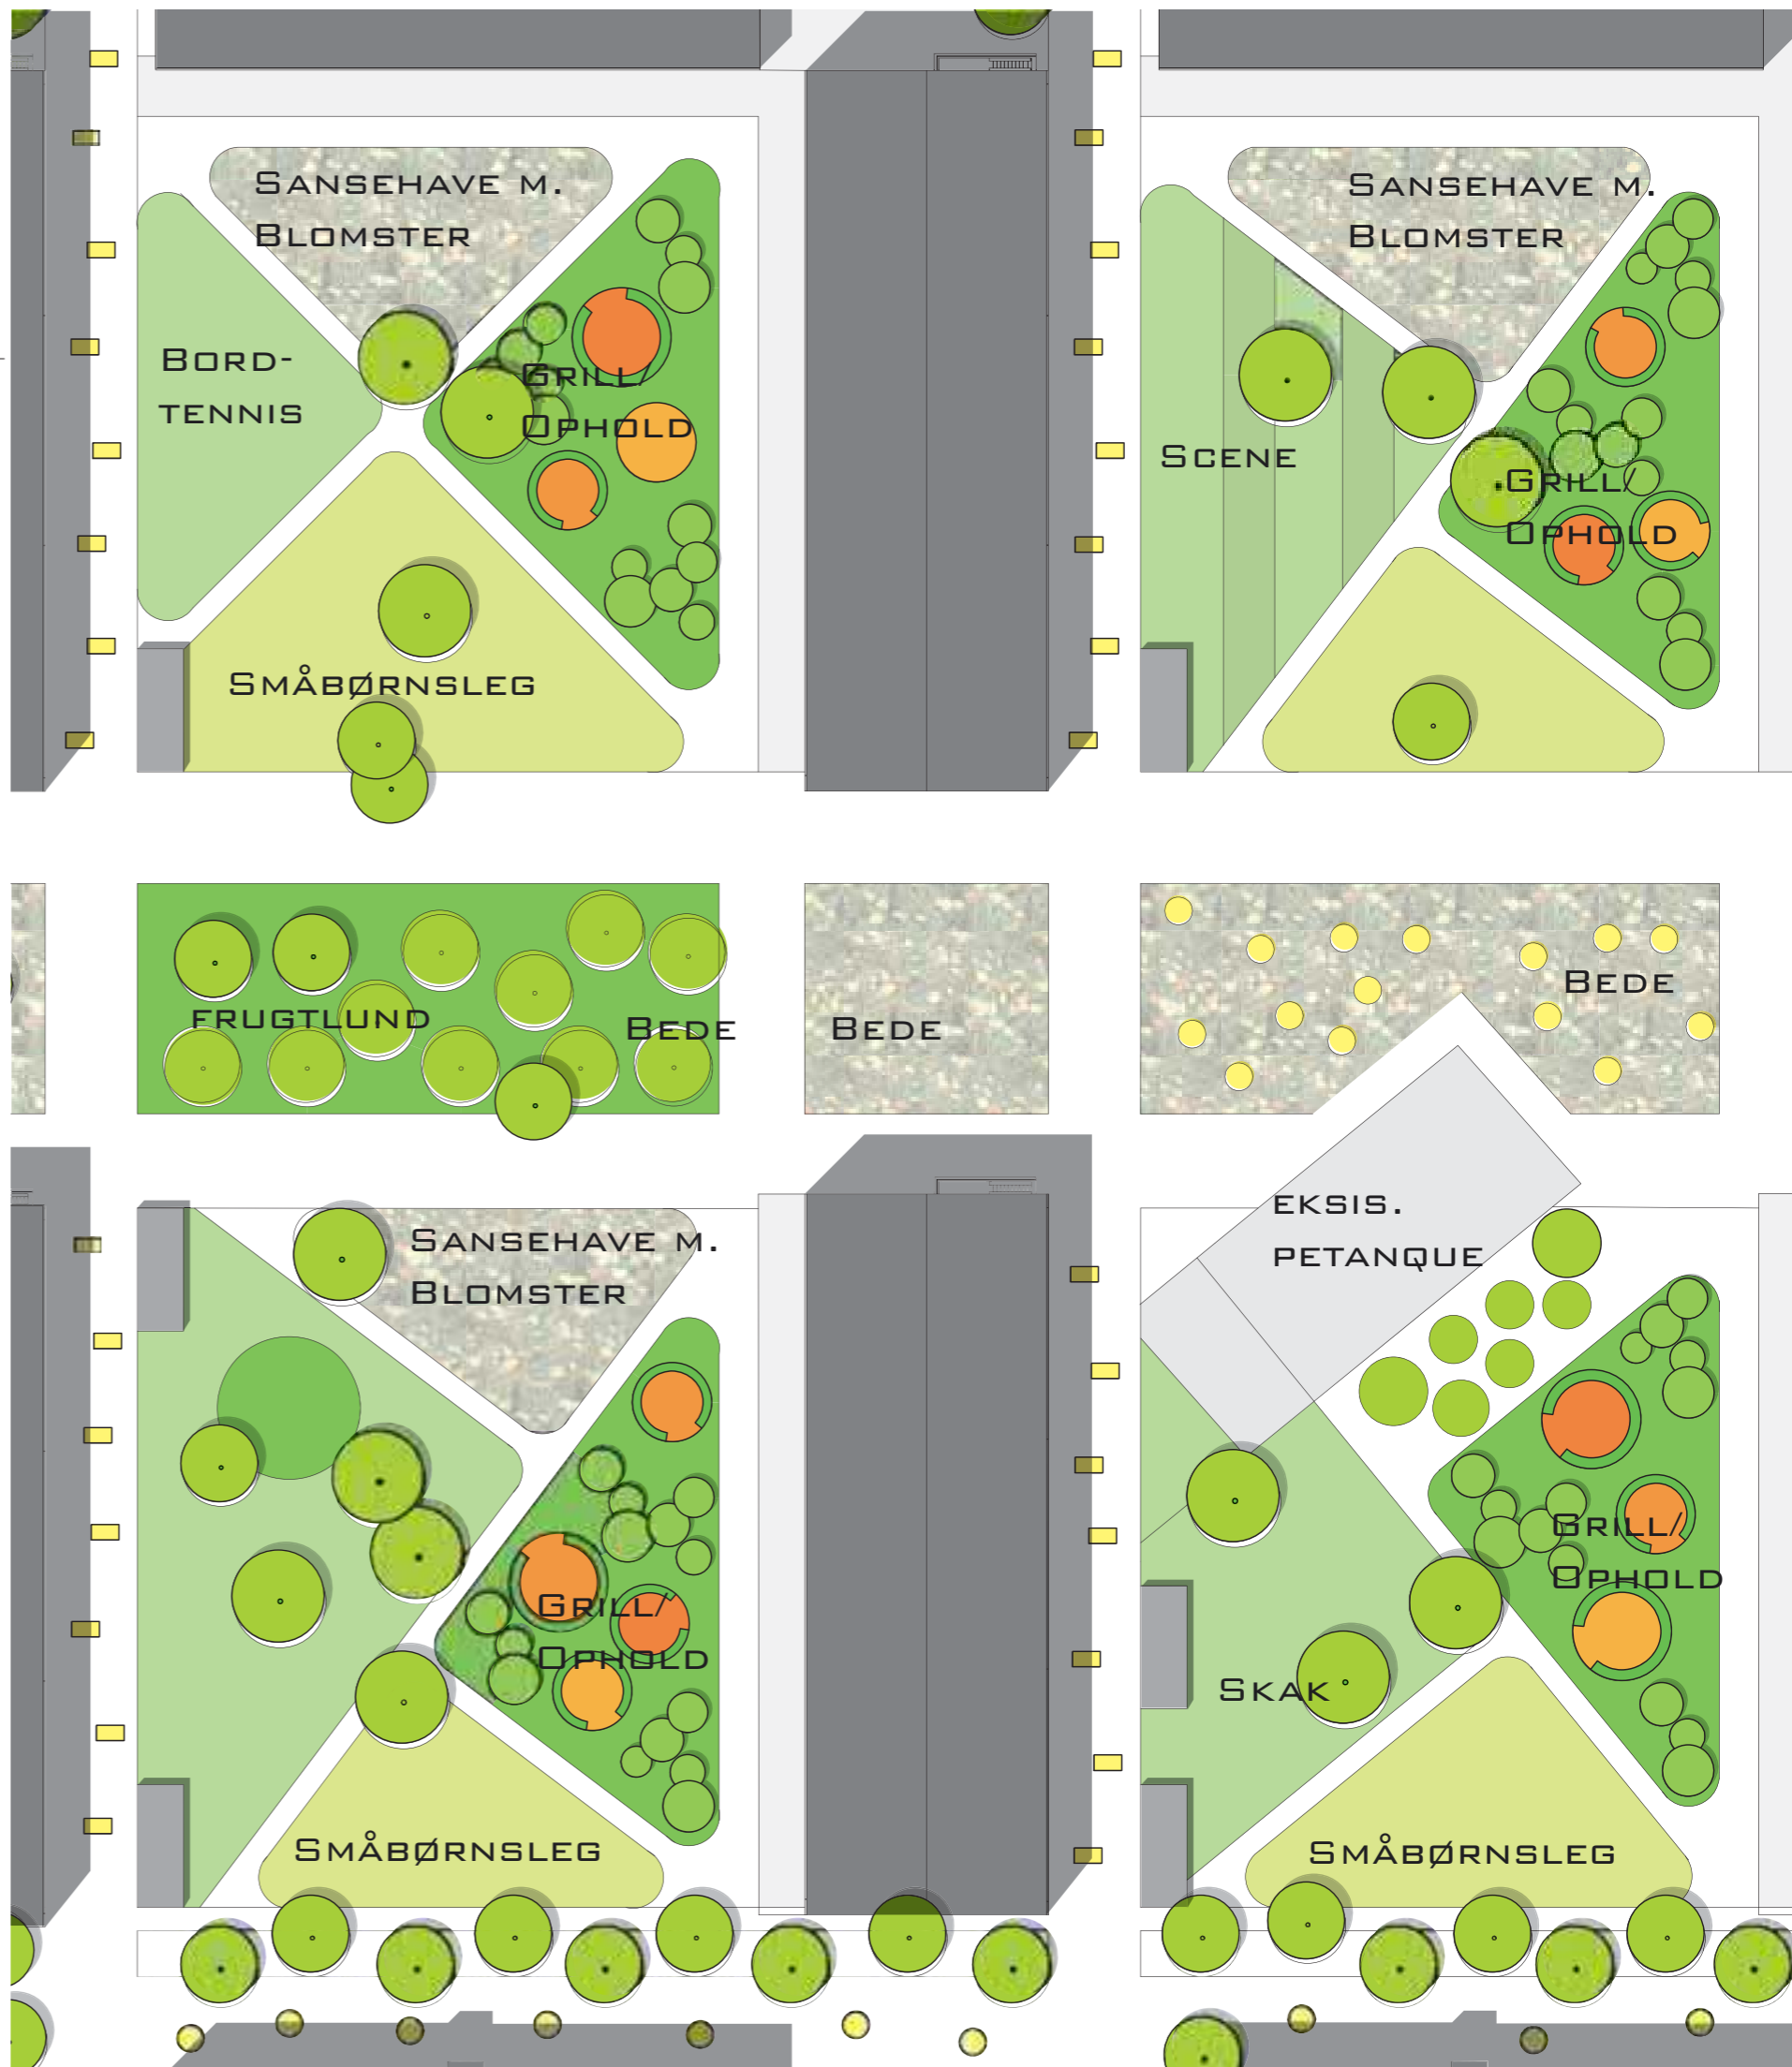 Sansehave m.
Blomster
Bord-
tennis
Grill/
Ophold
Småbørnsleg
Sansehave m.
Blomster
Scene
Grill/
Ophold
frugtlund
Bede
Bede
Bede
Sansehave m.
Blomster
Grill/
Ophold
Småbørnsleg
eksis.
petanque
Grill/
Ophold
Skak
Småbørnsleg